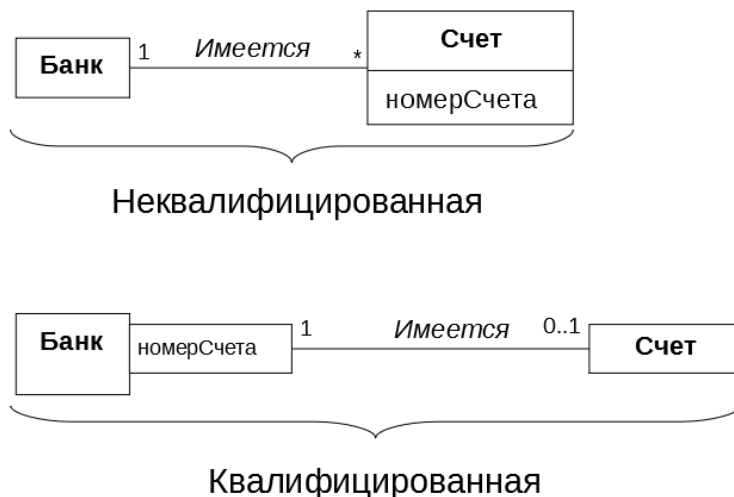 Счет
Банк 1 Имеется *
номерСчета
Неквалифицированная
Банк номерСчета 1 Имеется 0..1 Счет
Квалифицированная